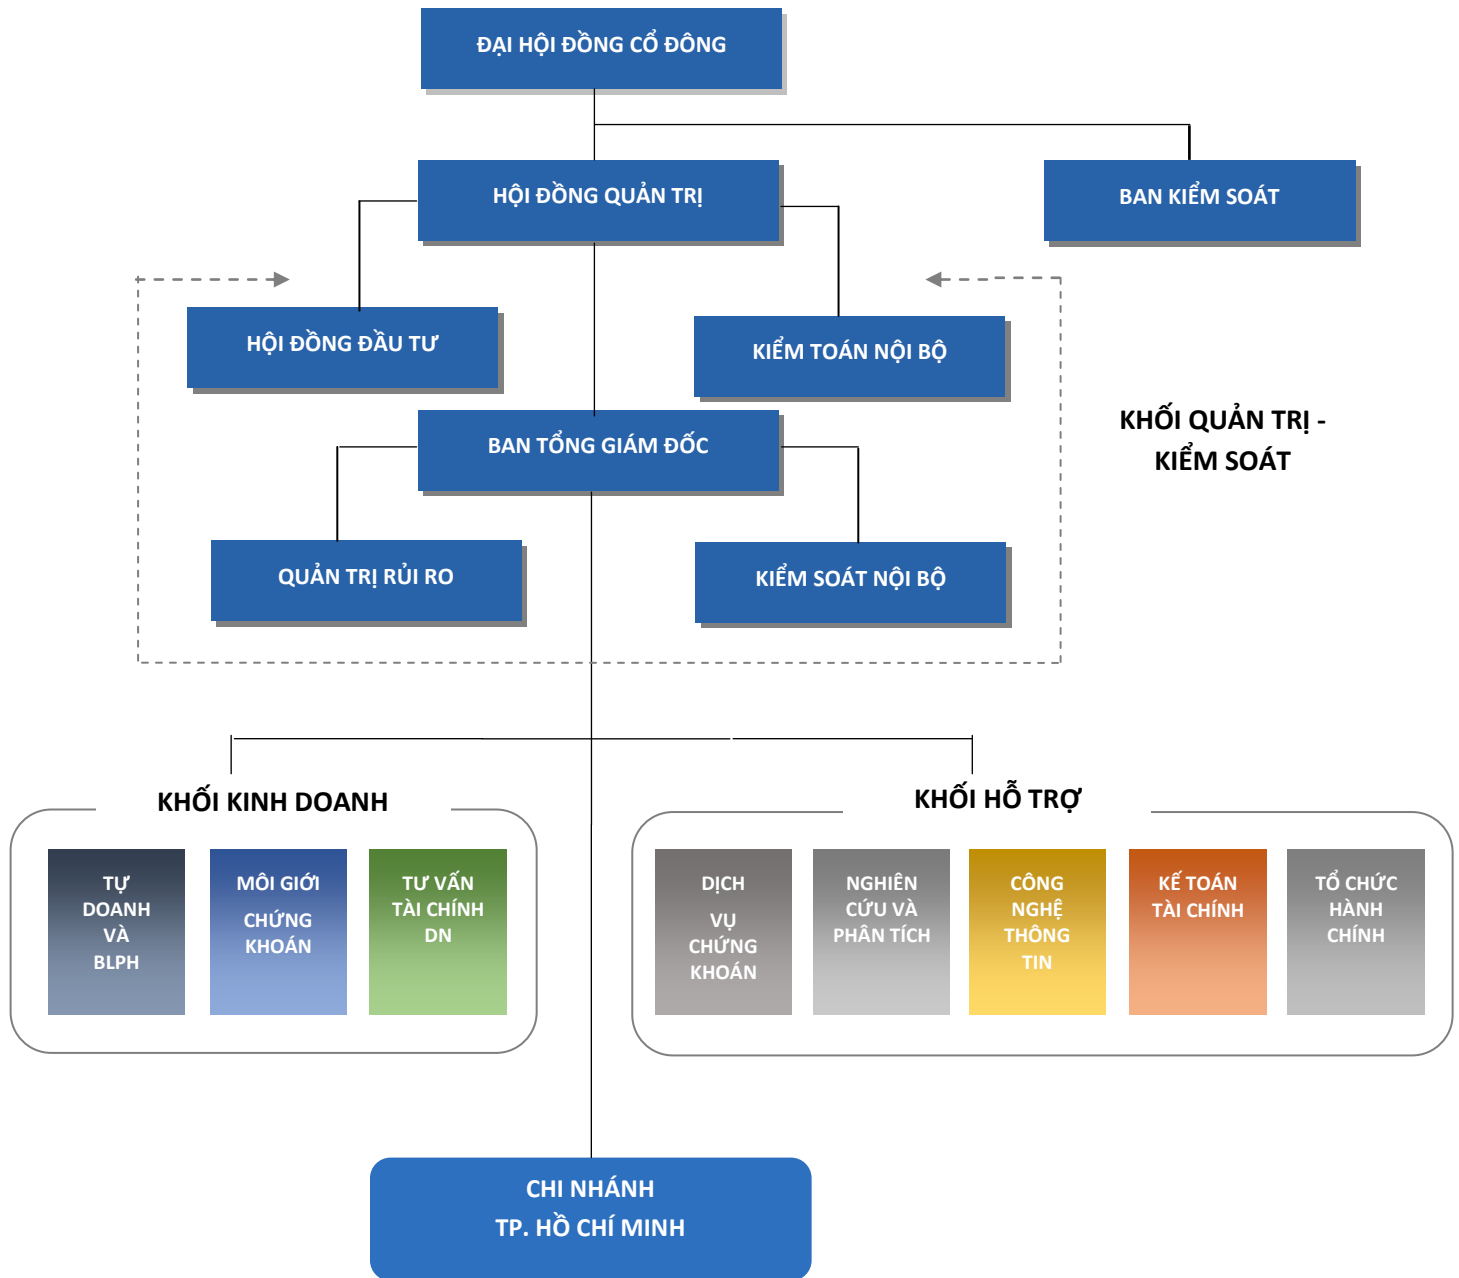 ĐẠI HỘI ĐỒNG CỔ ĐÔNG
HỘI ĐỒNG QUẢN TRỊ
BAN KIỂM SOÁT
HỘI ĐỒNG ĐẦU TƯ
KIỂM TOÁN NỘI BỘ
KHỐI QUẢN TRỊ -
KIỂM SOÁT
BAN TỔNG GIÁM ĐỐC
QUẢN TRỊ RỦI RO
KIỂM SOÁT NỘI BỘ
KHỐI KINH DOANH
TỰ
DOANH
VÀ
BLPH
MÔI GIỚI
CHỨNG
KHOÁN
TƯ VẤN
TÀI CHÍNH
DN
KHỐI HỖ TRỢ
DỊCH
VỤ
CHỨNG
KHOÁN
NGHIÊN
CỨU VÀ
PHÂN TÍCH
CÔNG
NGHỆ
THÔNG
TIN
KẾ TOÁN
TÀI CHÍNH
TỔ CHỨC
HÀNH
CHÍNH
CHI NHÁNH
TP. HỒ CHÍ MINH